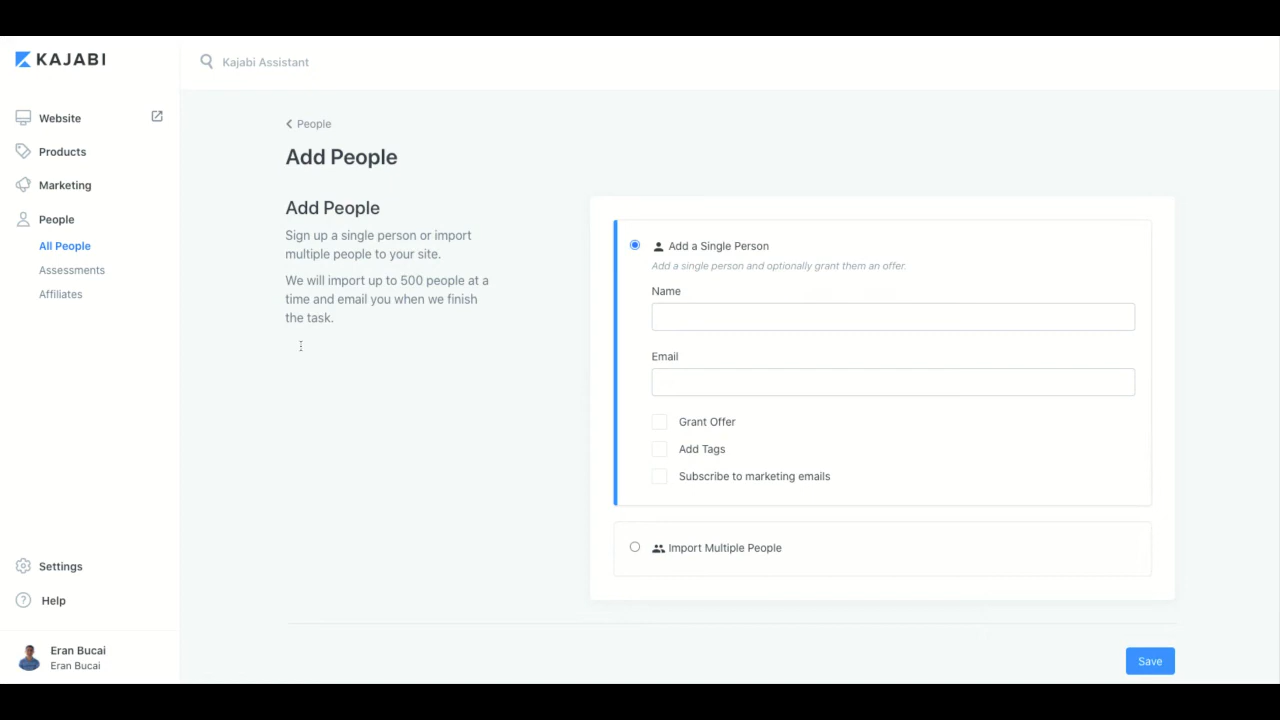 KAJABI
Kajabi Assistant
Website
Products
Marketing
People
All People
Assessments
Affiliates
Settings
Help
Eran Bucai
Eran Bucai
People
Add People
Add People
Sign up a single person or import
multiple people to your site.
We will import up to 500 people at a
time and email you when we finish
the task.
Add a Single Person
Add a single person and optionally grant them an offer.
Name
Email
Grant Offer
Add Tags
Subscribe to marketing emails
Import Multiple People
Save